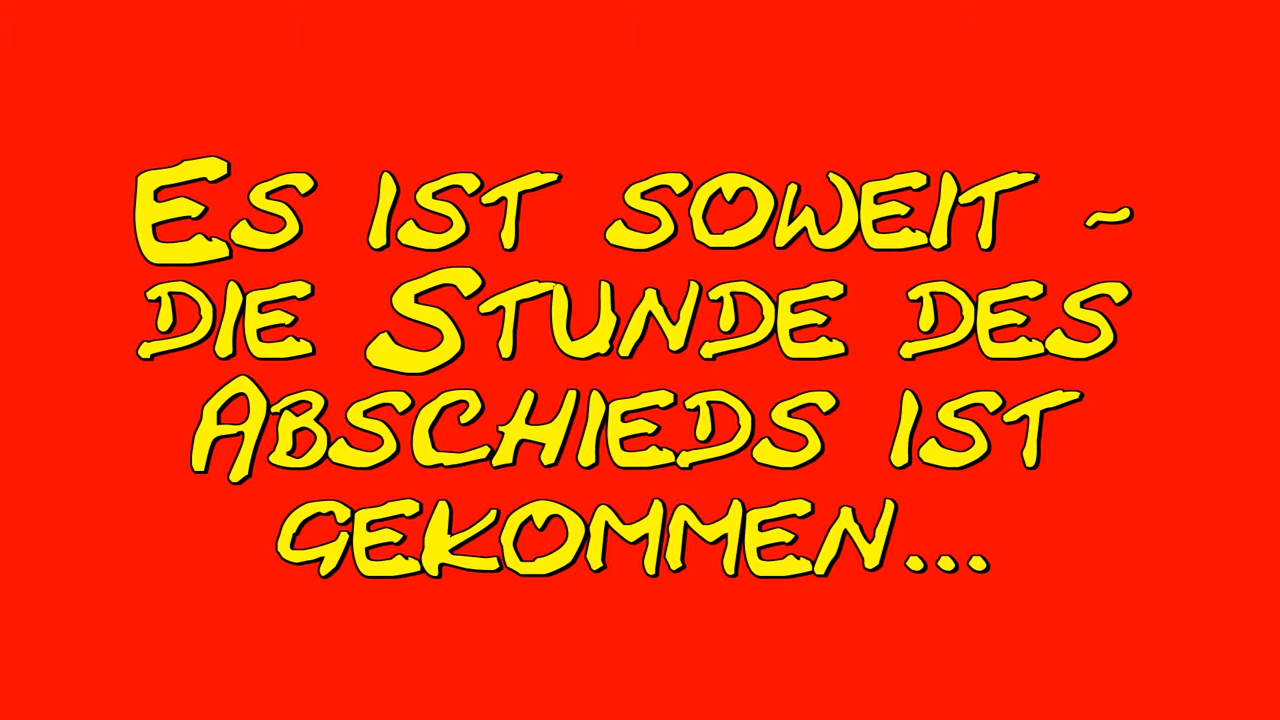 Es ist soweit -
die Stunde des
Abschieds ist
gekommen...